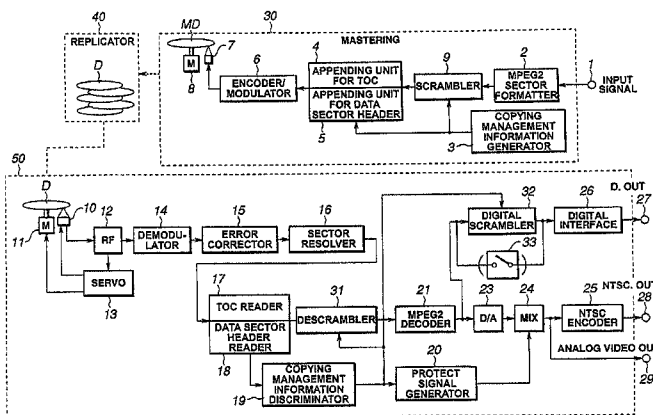 40
REPLICATOR
D
30
MASTERING
MD
7
M
8
6
ENCODER/
MODULATOR
4
APPENDING UNIT
FOR TOC
APPENDING UNIT
FOR DATA
SECTOR HEADER
5
9
SCRAMBLER
2
MPEG2
SECTOR
FORMATTER
1
INPUT
SIGNAL
COPYING
MANAGEMENT
INFORMATION
GENERATOR
3
50
D
10
M
11
12
RF
SERVO
13
14
DEMODU-
LATOR
15
ERROR
CORRECTOR
16
SECTOR
RESOLVER
32
DIGITAL
SCRAMBLER
33
26
DIGITAL
INTERFACE
D. OUT
27
17
TOC READER
DATA SECTOR
HEADER
READER
18
31
DESCRAMBLER
21
MPEG2
DECODER
23
D/A
24
MIX
25
NTSC
ENCODER
NTSC. OUT
28
ANALOG VIDEO OUT
29
COPYING
MANAGEMENT
INFORMATION
DISCRIMINATOR
19
20
PROTECT
SIGNAL
GENERATOR